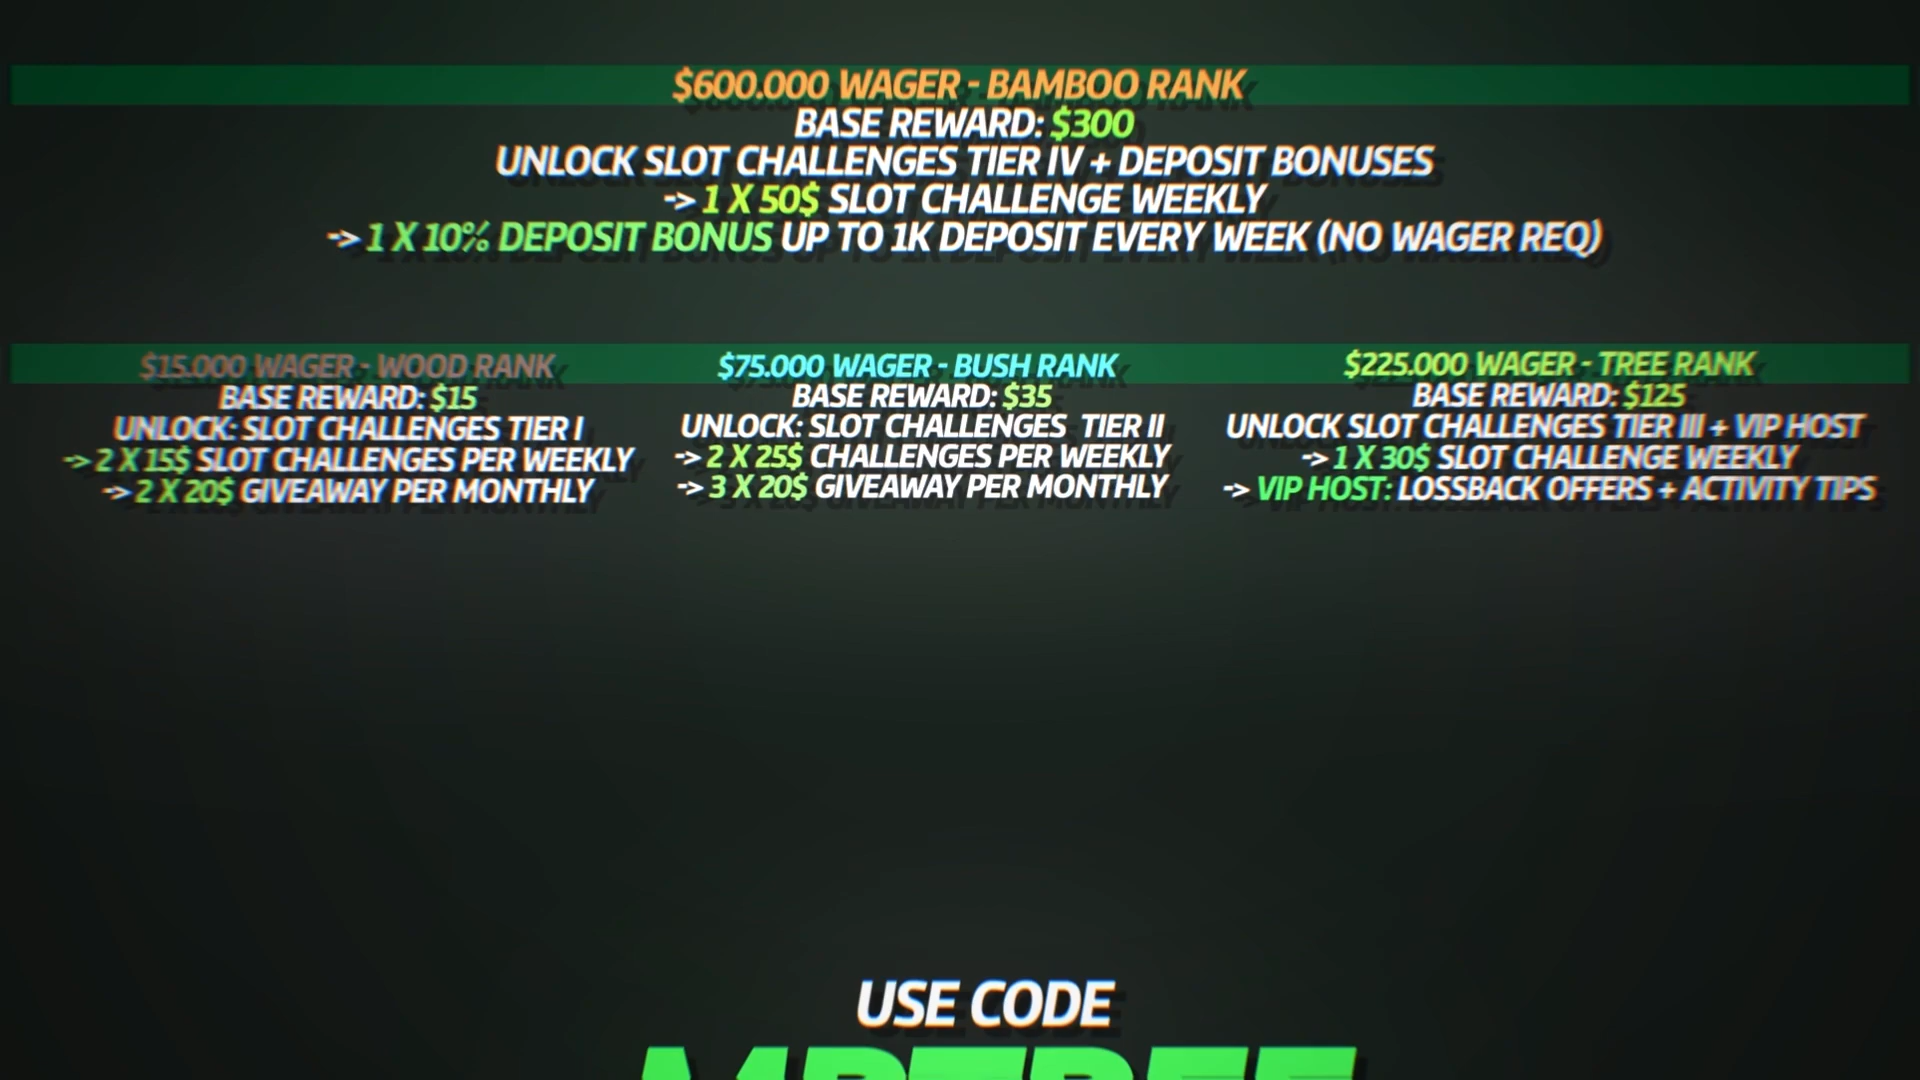 $600.000 WAGER - BAMBOO RANK
BASE REWARD: $300
UNLOCK SLOT CHALLENGES TIER IV + DEPOSIT BONUSES
-> 1 X 50$ SLOT CHALLENGE WEEKLY
-> 1 X 10% DEPOSIT BONUS UP TO 1K DEPOSIT EVERY WEEK (NO WAGER REQ)
$15.000 WAGER - WOOD RANK
BASE REWARD: $15
UNLOCK: SLOT CHALLENGES TIER I
-> 2 X 15$ SLOT CHALLENGES PER WEEKLY
-> 2 X 20$ GIVEAWAY PER MONTHLY
$75.000 WAGER - BUSH RANK
BASE REWARD: $35
UNLOCK: SLOT CHALLENGES TIER II
-> 2 X 25$ CHALLENGES PER WEEKLY
-> 3 X 20$ GIVEAWAY PER MONTHLY
$225.000 WAGER - TREE RANK
BASE REWARD: $125
UNLOCK SLOT CHALLENGES TIER III + VIP HOST
-> 1 X 30$ SLOT CHALLENGE WEEKLY
-> VIP HOST: LOSSBACK OFFERS + ACTIVITY TIPS
USE CODE